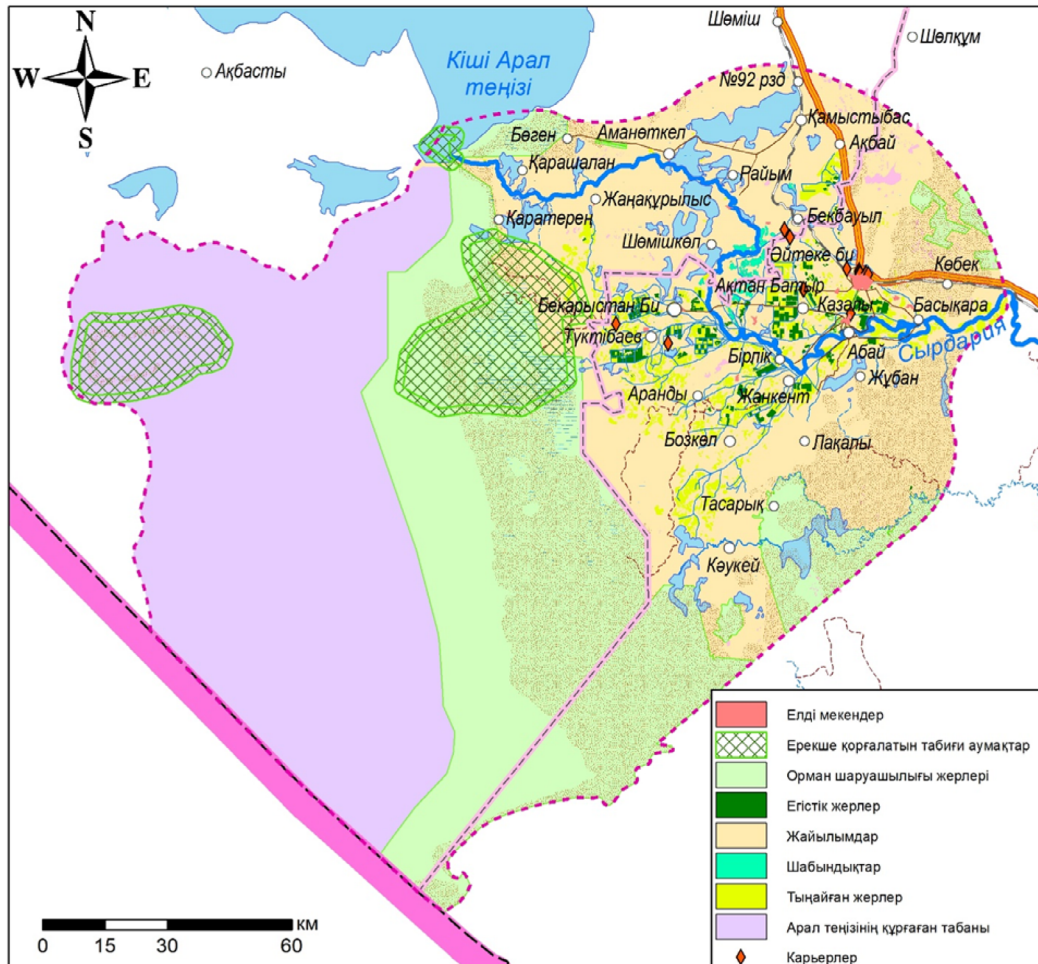 N
W
E
S
Ақбасты
Кіші Арал
теңізі
Шөміш
Шөлқұм
№92 рзд
Қамыстыбас
Бөген
Аманөткел
Ақбай
Қарашалан
Райым
Жаңақұрылыс
Қаратерең
Бекбауыл
Шөмішкөл
Әйтеке би
Көбек
Ақтан Батыр
Бекарыстан Би
Казалы
Басықара
Түктібаев
Абай
Сырдария
Бірлік
Жұбан
Аранды
Жанкент
Бозкөл
Лақалы
Тасарық
Кәукей
Елді мекендер
Ерекше қорғалатын табиғи аумақтар
Орман шаруашылығы жерлері
Егістік жерлер
Жайылымдар
Шабындықтар
Тыңайған жерлер
Арал теңізінің құрғаған табаны
Карьерлер
КМ
0 15 30 60